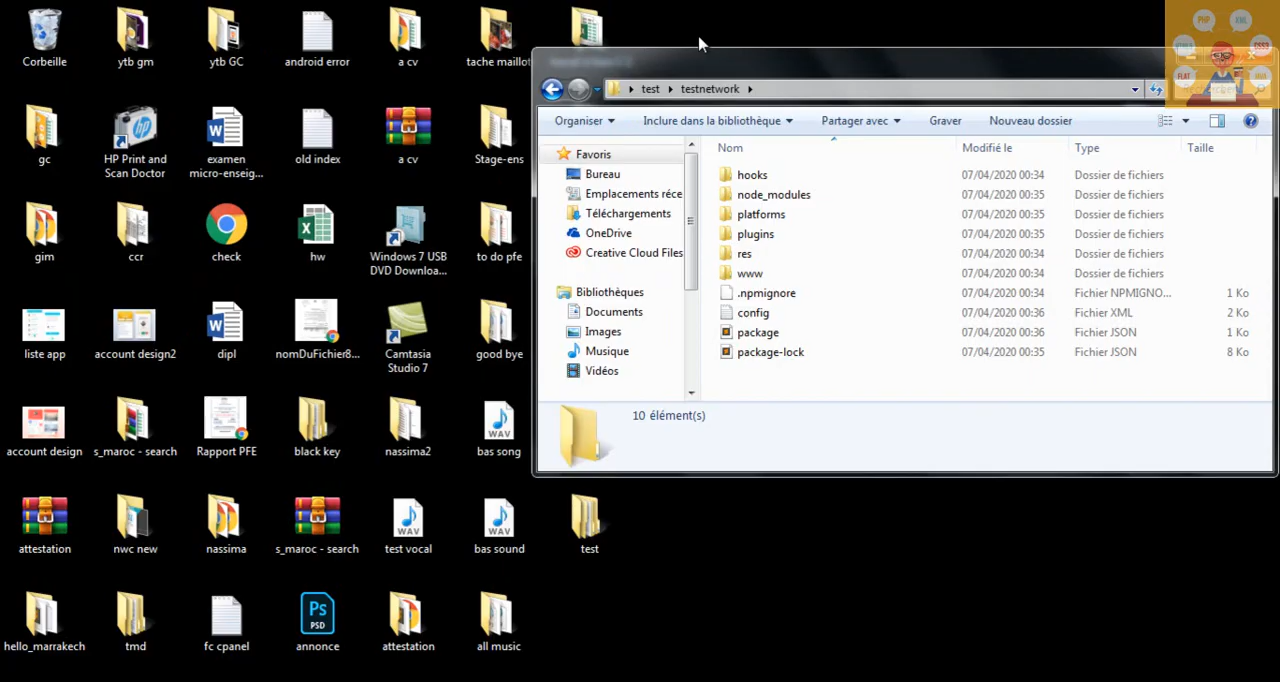 Corbeille
ytb gm
ytb GC
android error
a cv
tache maillot
gc
HP Print and
Scan Doctor
examen
micro-enseig...
old index
a cv
Stage-ens
gim
ccr
check
hw
Windows 7 USB
DVD Downloa...
to do pfe
liste app
account design2
dipl
nomDuFichier8...
Camtasia
Studio 7
good bye
account design
s_maroc - search
Rapport PFE
black key
nassima2
bas song
attestation
nwc new
nassima
s_maroc - search
test vocal
bas sound
test
hello_marrakech
tmd
fc cpanel
annonce
attestation
all music
test
testnetwork
Organiser
Inclure dans la bibliothèque
Partager avec
Graver
Nouveau dossier
Favoris
Bureau
Emplacements réce
Téléchargements
OneDrive
Creative Cloud Files
Bibliothèques
Documents
Images
Musique
Vidéos
Nom Modifié le Type Taille
hooks 07/04/2020 00:34 Dossier de fichiers
node_modules 07/04/2020 00:35 Dossier de fichiers
platforms 07/04/2020 00:35 Dossier de fichiers
plugins 07/04/2020 00:35 Dossier de fichiers
res 07/04/2020 00:34 Dossier de fichiers
www 07/04/2020 00:34 Dossier de fichiers
.npmignore 07/04/2020 00:34 Fichier NPMIGNO... 1 Ko
config 07/04/2020 00:36 Fichier XML 2 Ko
package 07/04/2020 00:36 Fichier JSON 1 Ko
package-lock 07/04/2020 00:35 Fichier JSON 8 Ko
10 élément(s)
PHP
XML
HTML5
CSS3
FLAT
Ps
PSD
WAV
WAV
WAV